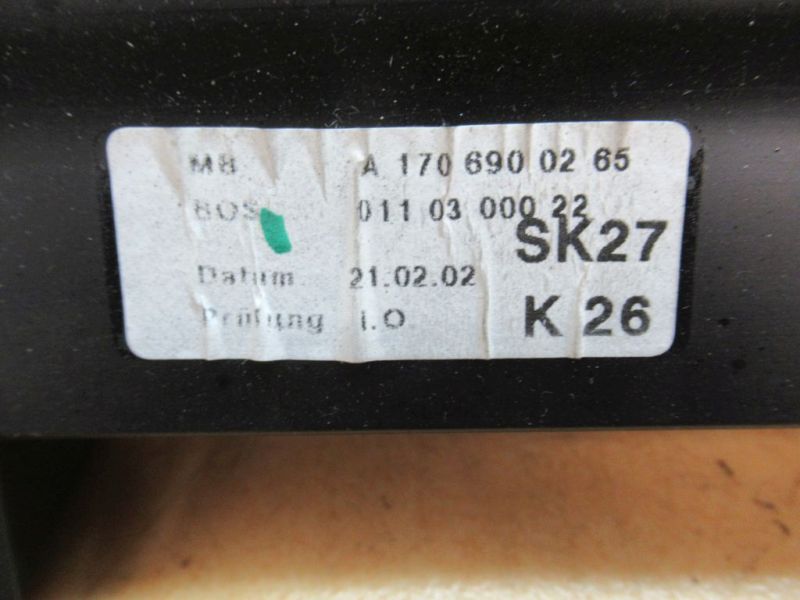 MB A 170 690 02 65
BOS 011 03 000 22
SK27
Datum 21.02.02
Prüfung I.O
K 26